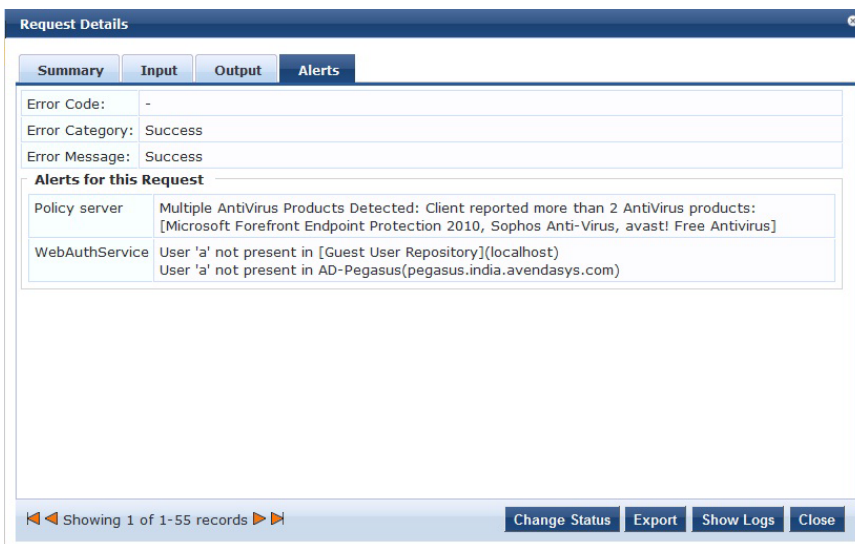 Request Details
Summary Input Output Alerts
Error Code: -
Error Category: Success
Error Message: Success
Alerts for this Request
Policy server Multiple AntiVirus Products Detected: Client reported more than 2 AntiVirus products:
[Microsoft Forefront Endpoint Protection 2010, Sophos Anti-Virus, avast! Free Antivirus]
WebAuthService User 'a' not present in [Guest User Repository](localhost)
User 'a' not present in AD-Pegasus(pegasus.india.avendasys.com)
Showing 1 of 1-55 records Change Status Export Show Logs Close